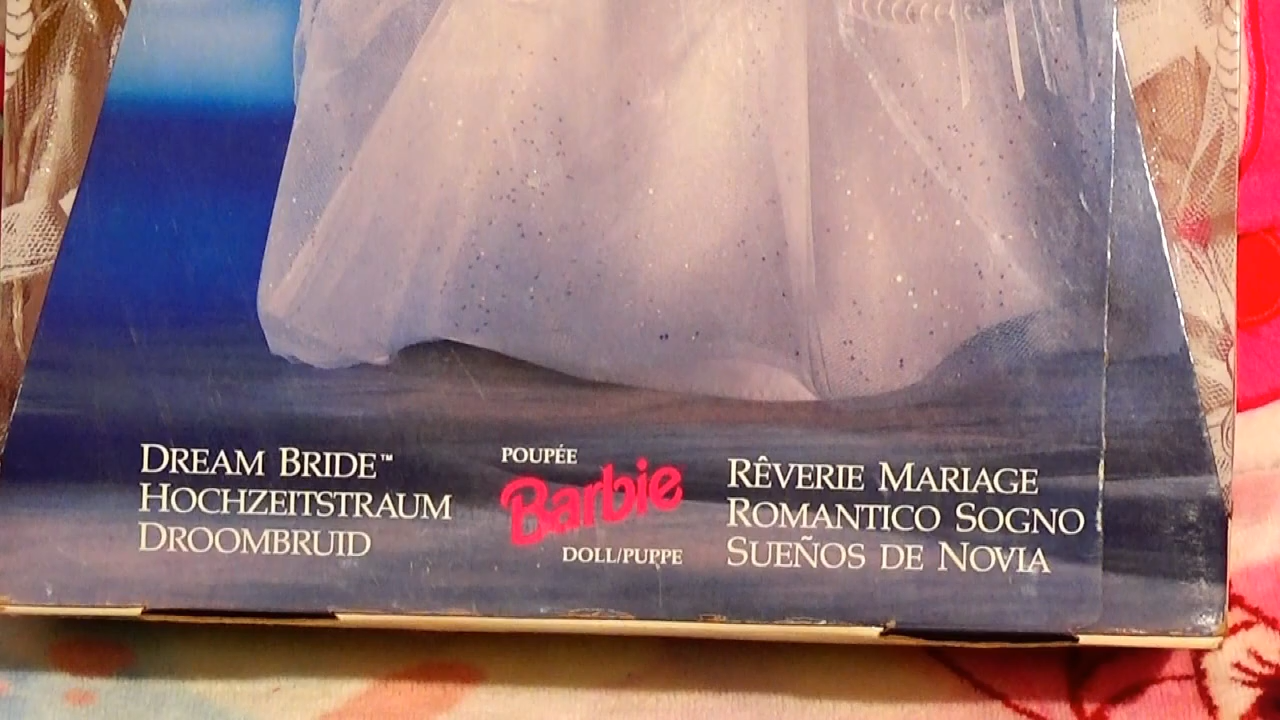 DREAM BRIDE™
HOCHZEITSTRAUM
DROOMBRUID
POUPÉE
Barbie
DOLL/PUPPE
RÊVERIE MARIAGE
ROMANTICO SOGNO
SUEÑOS DE NOVIA